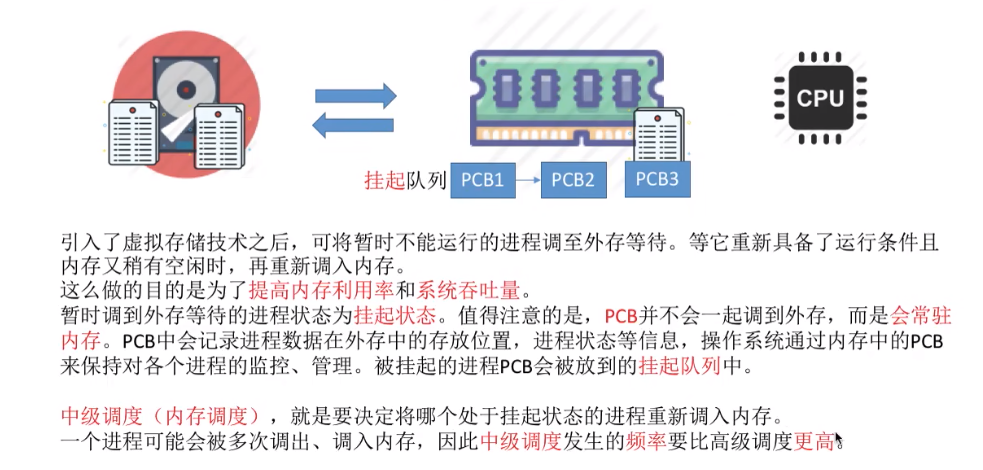 CPU
挂起队列 PCB1 PCB2 PCB3
引入了虚拟存储技术之后，可将暂时不能运行的进程调至外存等待。等它重新具备了运行条件且
内存又稍有空闲时，再重新调入内存。
这么做的目的是为了提高内存利用率和系统吞吐量。
暂时调到外存等待的进程状态为挂起状态。值得注意的是，PCB并不会一起调到外存，而是会常驻
内存。PCB中会记录进程数据在外存中的存放位置，进程状态等信息，操作系统通过内存中的PCB
来保持对各个进程的监控、管理。被挂起的进程PCB会被放到的挂起队列中。
中级调度（内存调度），就是要决定将哪个处于挂起状态的进程重新调入内存。
一个进程可能会被多次调出、调入内存，因此中级调度发生的频率要比高级调度更高。